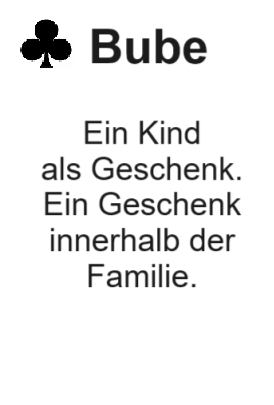 ♣ Bube
Ein Kind
als Geschenk.
Ein Geschenk
innerhalb der
Familie.